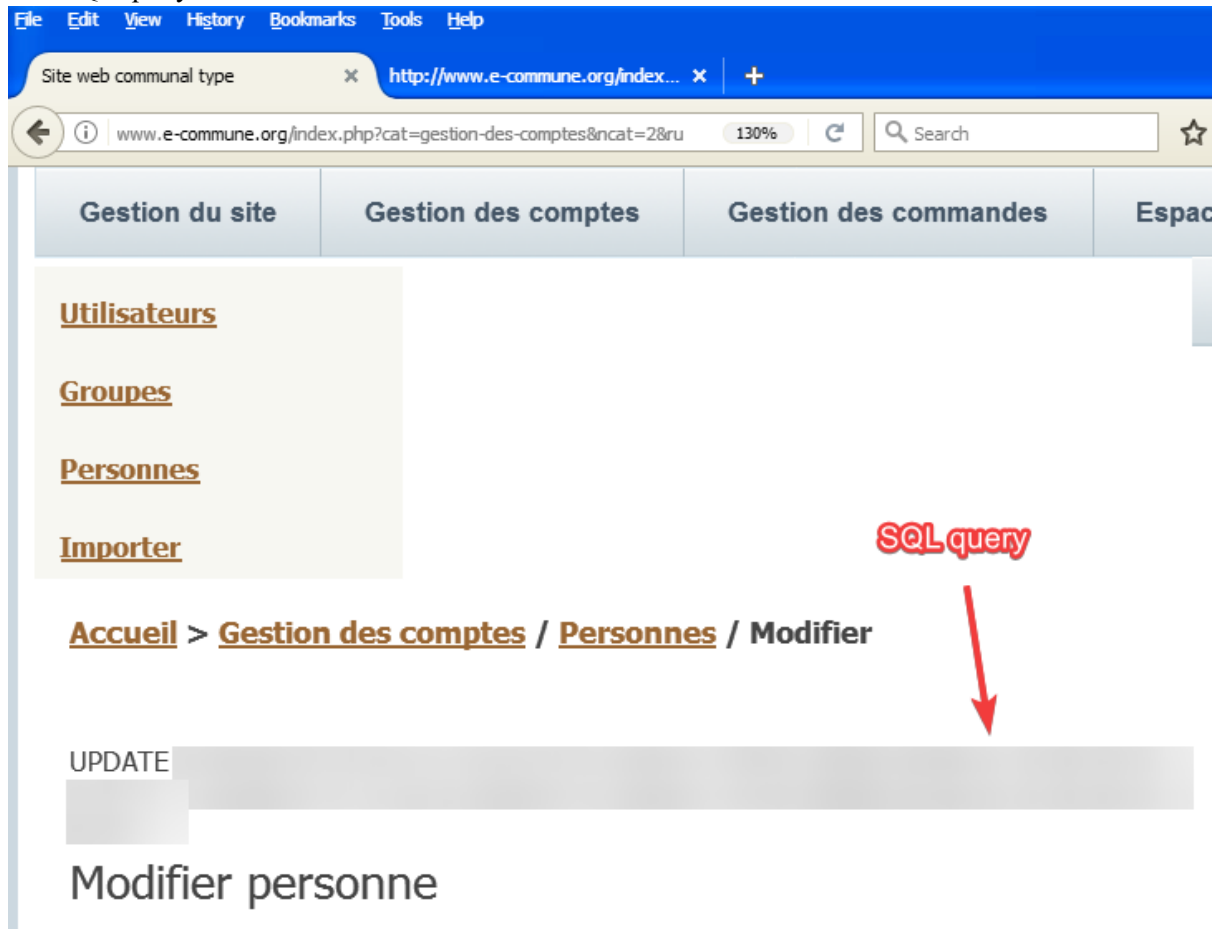 File Edit View History Bookmarks Tools Help
Site web communal type × http://www.e-commune.org/index... × +
www.e-commune.org/index.php?cat=gestion-des-comptes&ncat=2&ru 130% Search
Gestion du site Gestion des comptes Gestion des commandes Espac
Utilisateurs
Groupes
Personnes
Importer
SQL query
Accueil > Gestion des comptes / Personnes / Modifier
UPDATE
Modifier personne